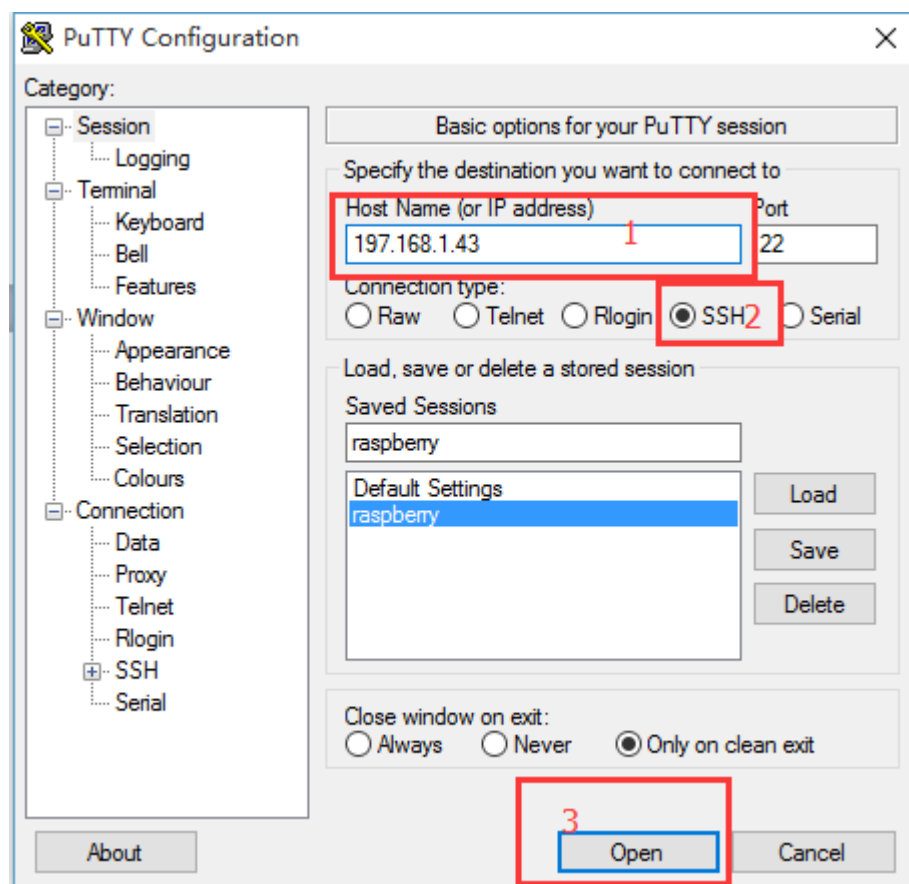 PuTTY Configuration
Category:
Session
Logging
Terminal
Keyboard
Bell
Features
Window
Appearance
Behaviour
Translation
Selection
Colours
Connection
Data
Proxy
Telnet
Rlogin
SSH
Serial
Basic options for your PuTTY session
Specify the destination you want to connect to
Host Name (or IP address) Port
197.168.1.43 1 22
Connection type:
Raw Telnet Rlogin SSH 2 Serial
Load, save or delete a stored session
Saved Sessions
raspberry
Default Settings Load
raspberry
Save
Delete
Close window on exit:
Always Never Only on clean exit
3
About Open Cancel